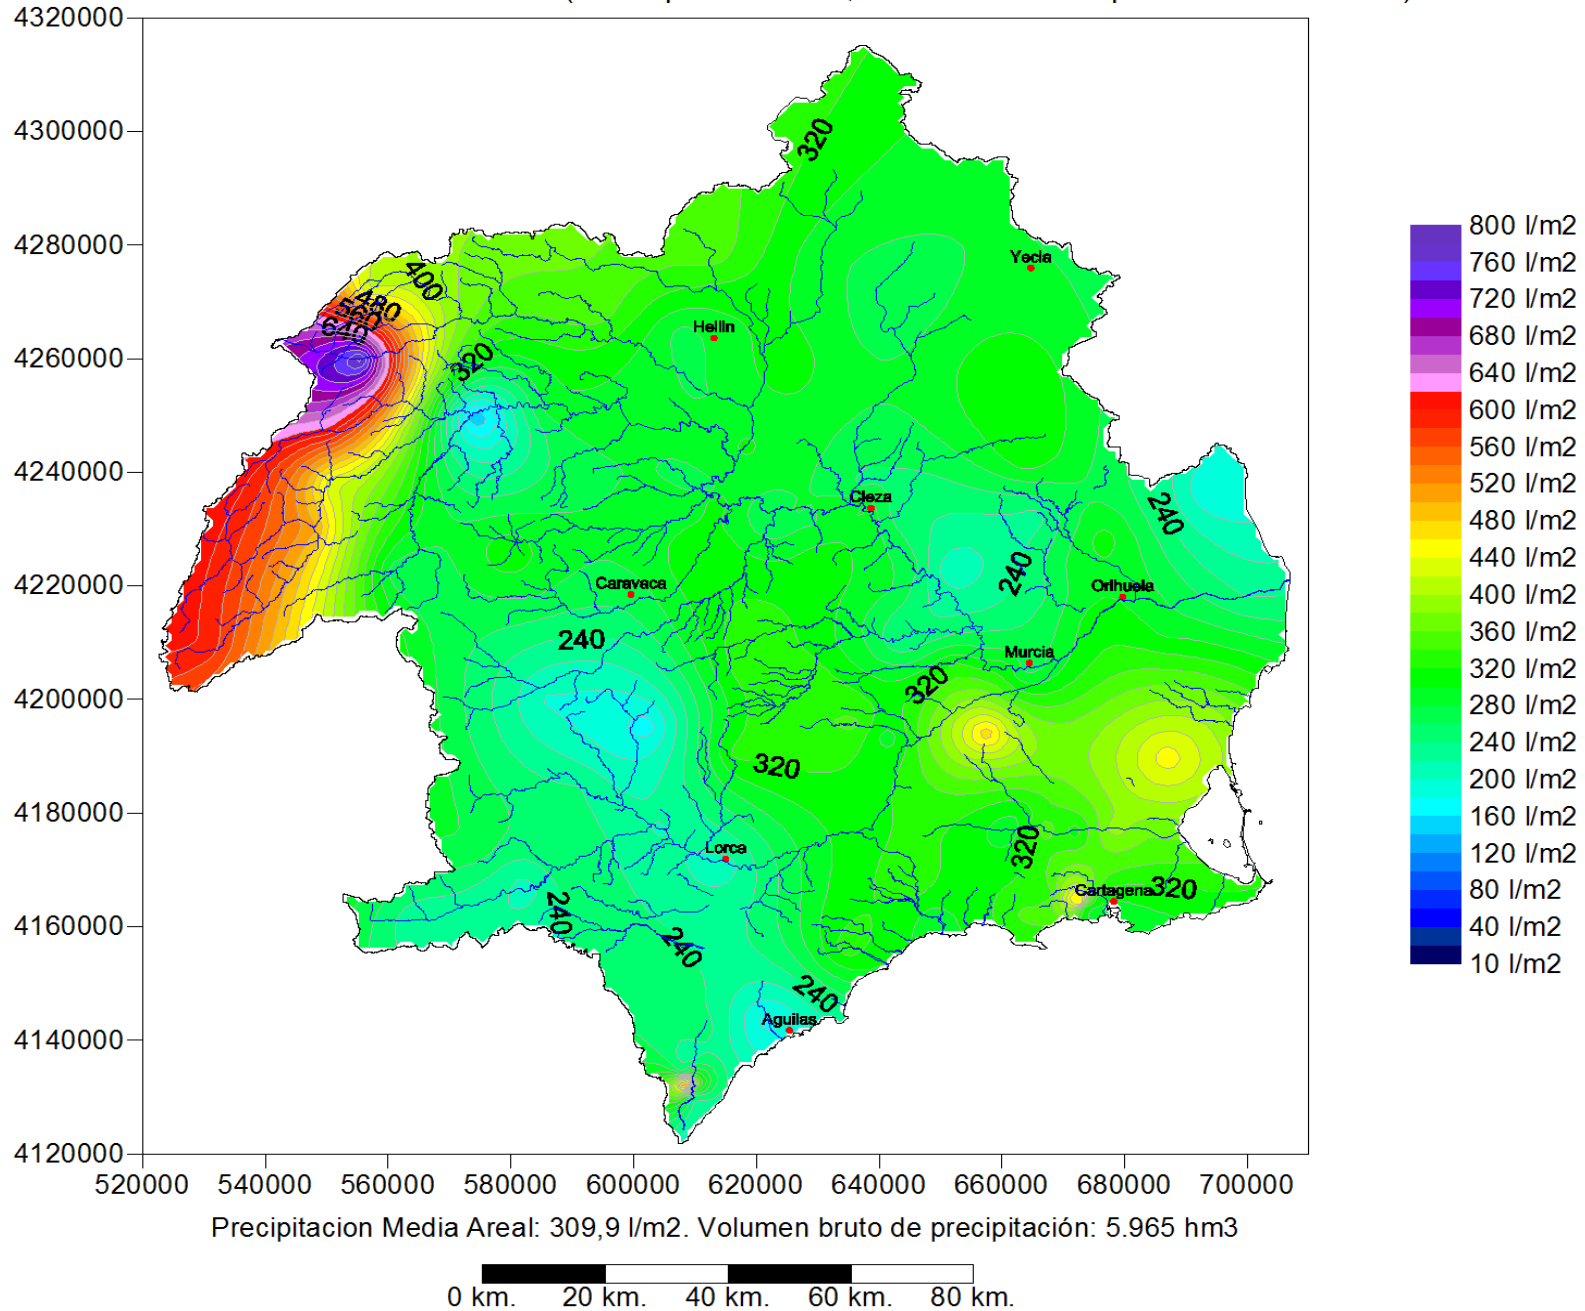 4320000
4300000
4280000
4260000
4240000
4220000
4200000
4180000
4160000
4140000
4120000
520000 540000 560000 580000 600000 620000 640000 660000 680000 700000
320
Yecla
400
480
560
640
Hellin
320
Cieza
240
240
Caravaca
Orihuela
240
Murcia
320
320
Lorca
320
Cartagena
320
240
240
240
Aguilas
800 l/m2
760 l/m2
720 l/m2
680 l/m2
640 l/m2
600 l/m2
560 l/m2
520 l/m2
480 l/m2
440 l/m2
400 l/m2
360 l/m2
320 l/m2
280 l/m2
240 l/m2
200 l/m2
160 l/m2
120 l/m2
80 l/m2
40 l/m2
10 l/m2
Precipitacion Media Areal: 309,9 l/m2. Volumen bruto de precipitación: 5.965 hm3
0 km. 20 km. 40 km. 60 km. 80 km.